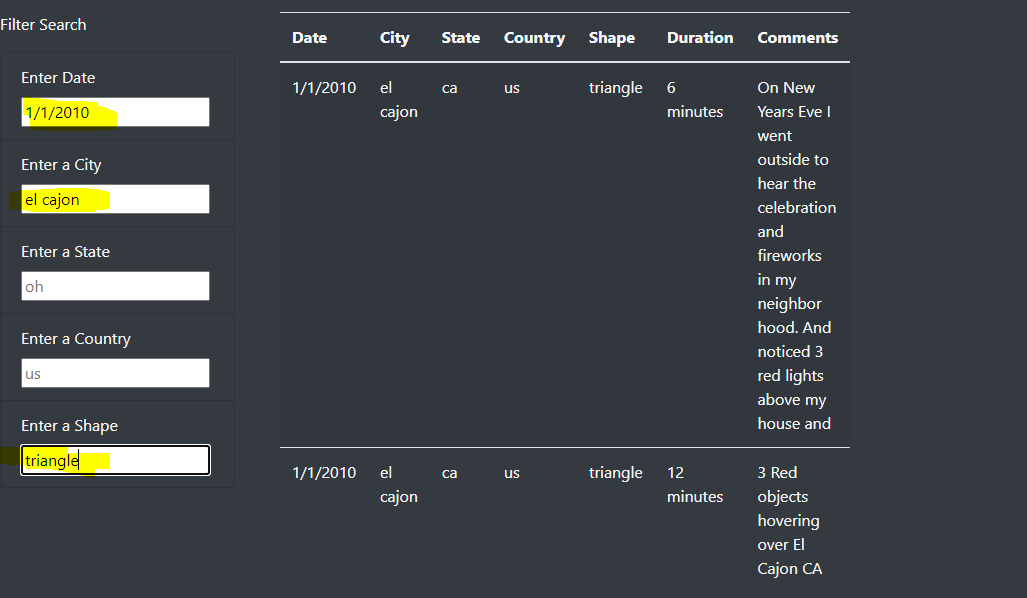 Filter Search
Enter Date
1/1/2010
Enter a City
el cajon
Enter a State
oh
Enter a Country
us
Enter a Shape
triangle
Date City State Country Shape Duration Comments
1/1/2010 el ca us triangle 6 On New
cajon minutes Years Eve I
went
outside to
hear the
celebration
and
fireworks
in my
neighbor
hood. And
noticed 3
red lights
above my
house and
1/1/2010 el ca us triangle 12 3 Red
cajon minutes objects
hovering
over El
Cajon CA